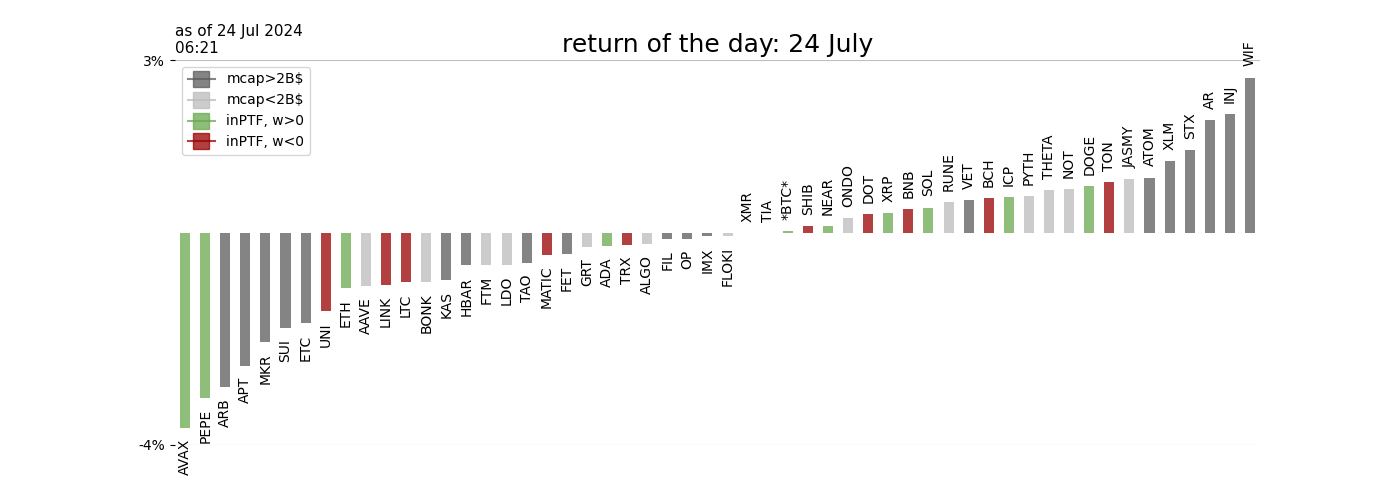 as of 24 Jul 2024
06:21
return of the day: 24 July
3%
mcap>2B$
mcap<2B$
inPTF, w>0
inPTF, w<0
-4%
AVAX
PEPE
ARB
APT
MKR
SUI
ETC
UNI
ETH
AAVE
LINK
LTC
BONK
KAS
HBAR
FTM
LDO
TAO
MATIC
FET
GRT
ADA
TRX
ALGO
FIL
OP
IMX
FLOKI
XMR
TIA
*BTC*
SHIB
NEAR
ONDO
DOT
XRP
BNB
SOL
RUNE
VET
BCH
ICP
PYTH
THETA
NOT
DOGE
TON
JASMY
ATOM
XLM
STX
AR
INJ
WIF